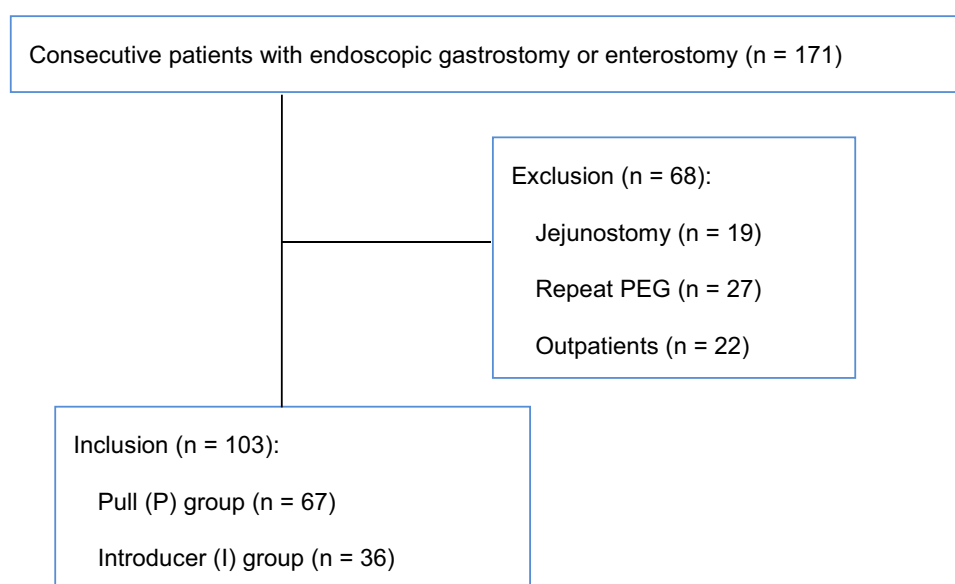 Consecutive patients with endoscopic gastrostomy or enterostomy (n = 171)
Exclusion (n = 68):
Jejunostomy (n = 19)
Repeat PEG (n = 27)
Outpatients (n = 22)
Inclusion (n = 103):
Pull (P) group (n = 67)
Introducer (I) group (n = 36)